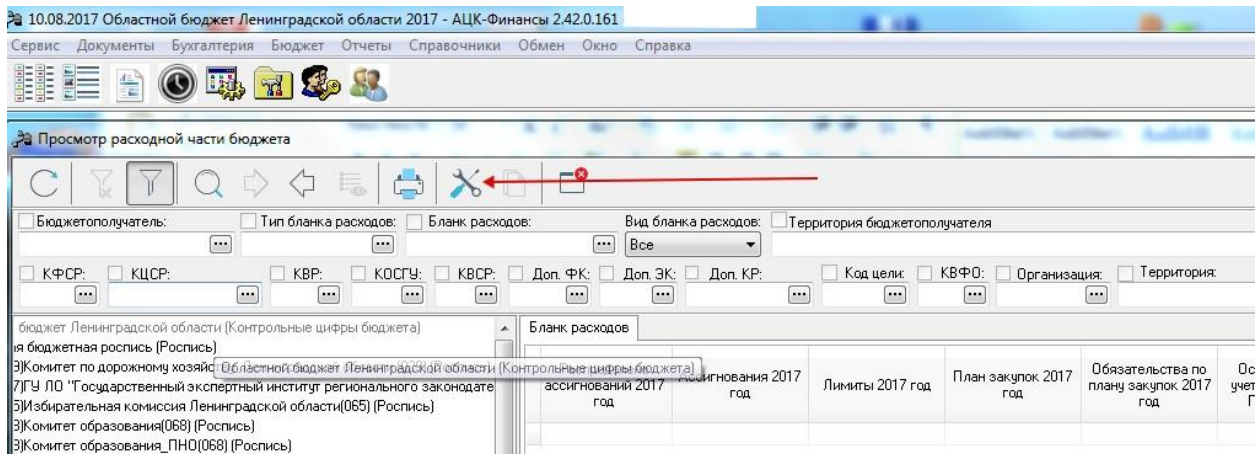 10.08.2017 Областной бюджет Ленинградской области 2017 - АЦК-Финансы 2.42.0.161
Сервис Документы Бухгалтерия Бюджет Отчеты Справочники Обмен Окно Справка
Просмотр расходной части бюджета
Бюджетополучатель: Тип бланка расходов: Бланк расходов: Вид бланка расходов: Территория бюджетополучателя
Все
КФСР: КЦСР: КВР: КОСГУ: КВСР: Доп. ФК: Доп. ЭК: Доп. КР: Код цели: КВФО: Организация: Территория:
бюджет Ленинградской области (Контрольные цифры бюджета)
Бланк расходов
я бюджетная роспись (Роспись)
3)Комитет по дорожному хозяйс
Областной бюджет Ленинградской области (Контрольные цифры бюджета)
7)ГУ ЛО "Государственный экспертный институт регионального законодате
5)Избирательная комиссия Ленинградской области(065) (Роспись)
3)Комитет образования(068) (Роспись)
3)Комитет образования_ПНО(068) (Роспись)
ассигнований 2017 год
Ассигнования 2017 год
Лимиты 2017 год
План закупок 2017 год
Обязательства по плану закупок 2017 год